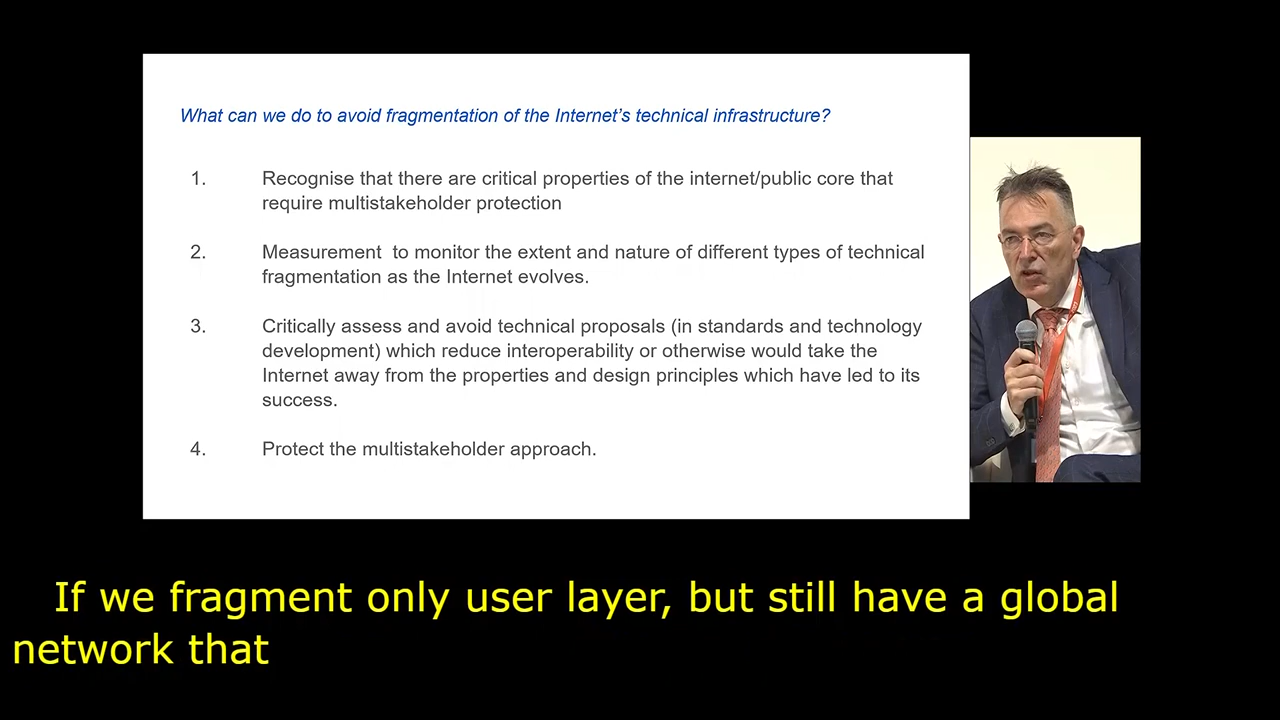 What can we do to avoid fragmentation of the Internet's technical infrastructure?
1. Recognise that there are critical properties of the internet/public core that
require multistakeholder protection
2. Measurement  to monitor the extent and nature of different types of technical
fragmentation as the Internet evolves.
3. Critically assess and avoid technical proposals (in standards and technology
development) which reduce interoperability or otherwise would take the
Internet away from the properties and design principles which have led to its
success.
4. Protect the multistakeholder approach.
If we fragment only user layer, but still have a global
network that